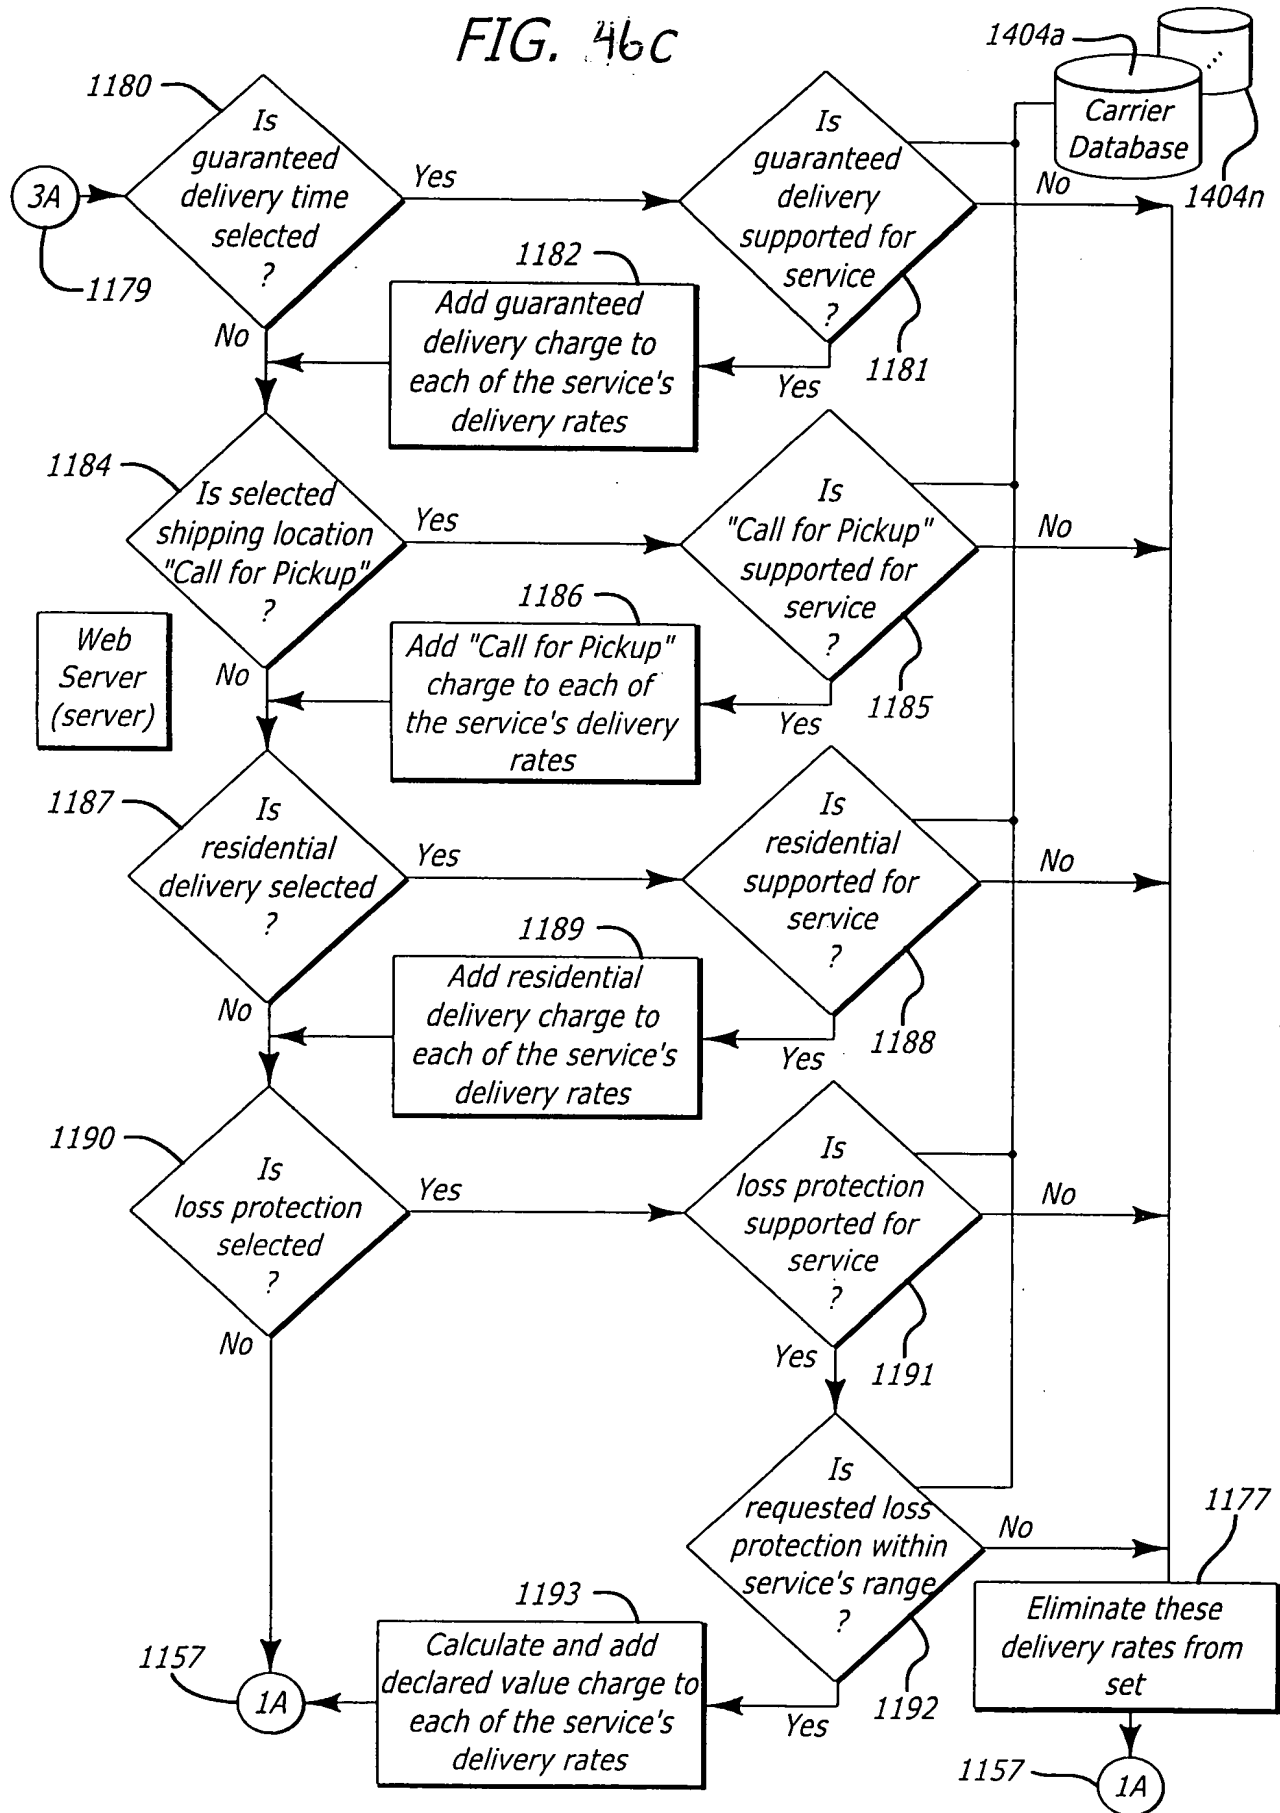 FIG. 46c
1404a
Carrier
Database
1404n
1180
Is
guaranteed
delivery time
selected
?
3A
1179
Yes
No
Is
guaranteed
delivery
supported for
service
?
1181
No
Yes
1182
Add guaranteed
delivery charge to
each of the service's
delivery rates
1184
Is selected
shipping location
"Call for Pickup"
?
Yes
No
Is
"Call for Pickup"
supported for
service
?
1185
No
Yes
1186
Add "Call for Pickup"
charge to each of
the service's delivery
rates
Web
Server
(server)
1187
Is
residential
delivery selected
?
Yes
No
Is
residential
supported for
service
?
1188
No
Yes
1189
Add residential
delivery charge to
each of the service's
delivery rates
1190
Is
loss protection
selected
?
Yes
No
Is
loss protection
supported for
service
?
1191
No
Yes
Is
requested loss
protection within
service's range
?
1192
No
Yes
1193
Calculate and add
declared value charge to
each of the service's
delivery rates
1157
1A
1177
Eliminate these
delivery rates from
set
1157
1A